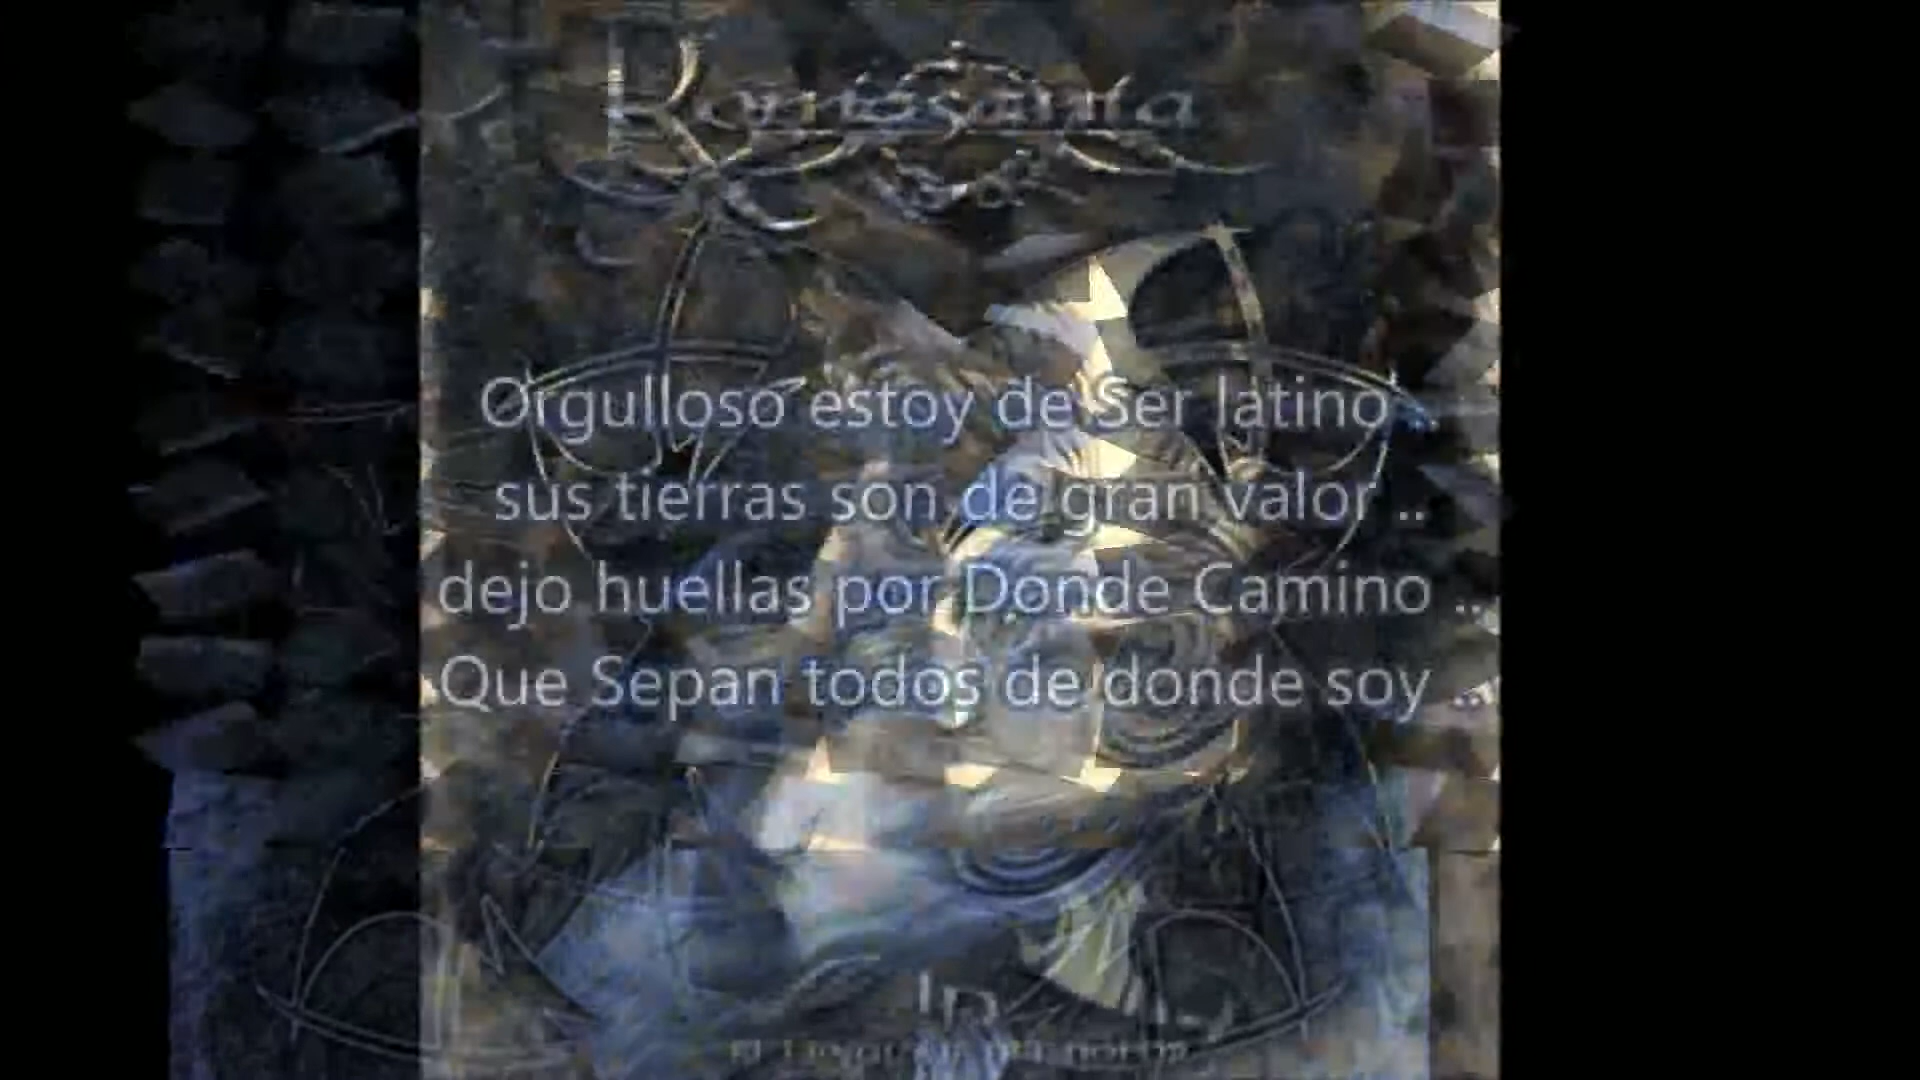 Orgulloso estoy de Ser latino ..
sus tierras son de gran valor ..
dejo huellas por Donde Camino ..
Que Sepan todos de donde soy ..